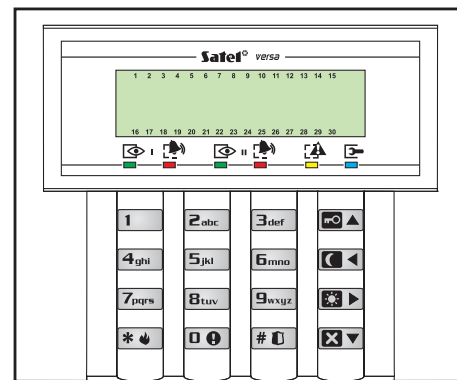 Satel versa
1 2 3 4 5 6 7 8 9 10 11 12 13 14 15
16 17 18 19 20 21 22 23 24 25 26 27 28 29 30
I II
1 2abc 3def
4ghi 5jkl 6mno
7pqrs 8tuv 9wxyz
* 0 #